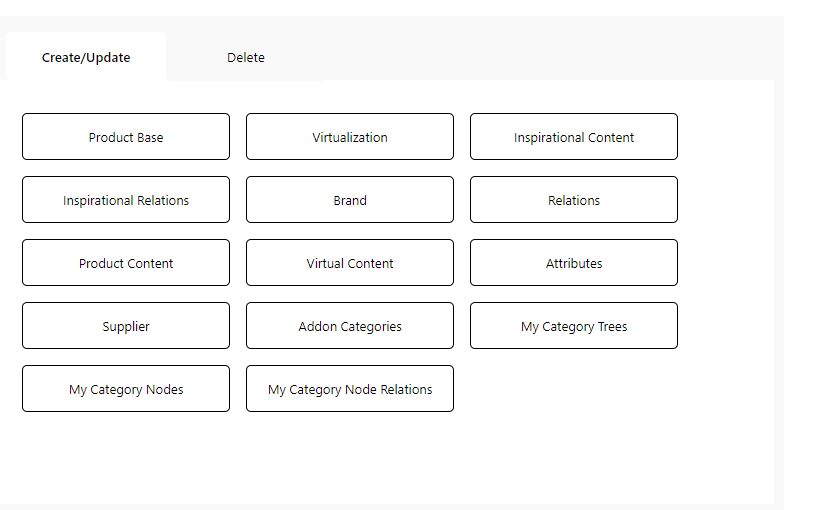 Create/Update
Delete
Product Base
Virtualization
Inspirational Content
Inspirational Relations
Brand
Relations
Product Content
Virtual Content
Attributes
Supplier
Addon Categories
My Category Trees
My Category Nodes
My Category Node Relations